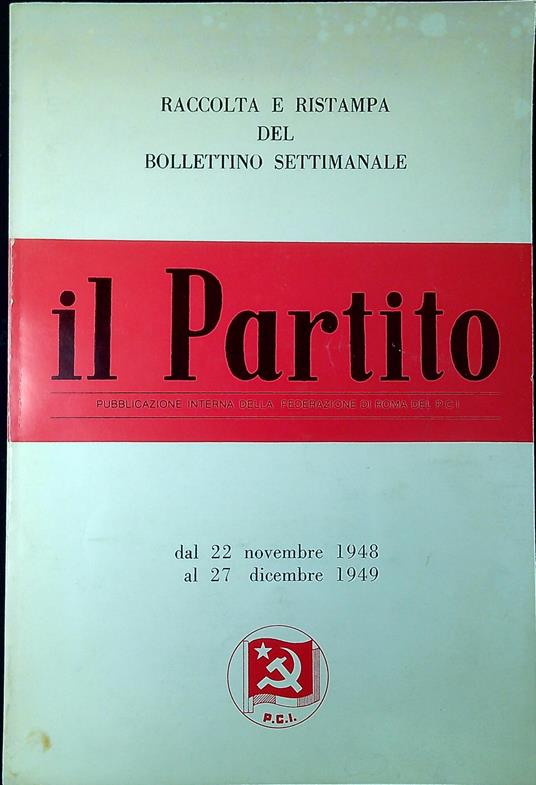 RACCOLTA E RISTAMPA
DEL
BOLLETTINO SETTIMANALE
il Partito
PUBBLICAZIONE INTERNA DELLA FEDERAZIONE DI ROMA DEL P C I
dal 22 novembre 1948
al 27 dicembre 1949
P.C.I.